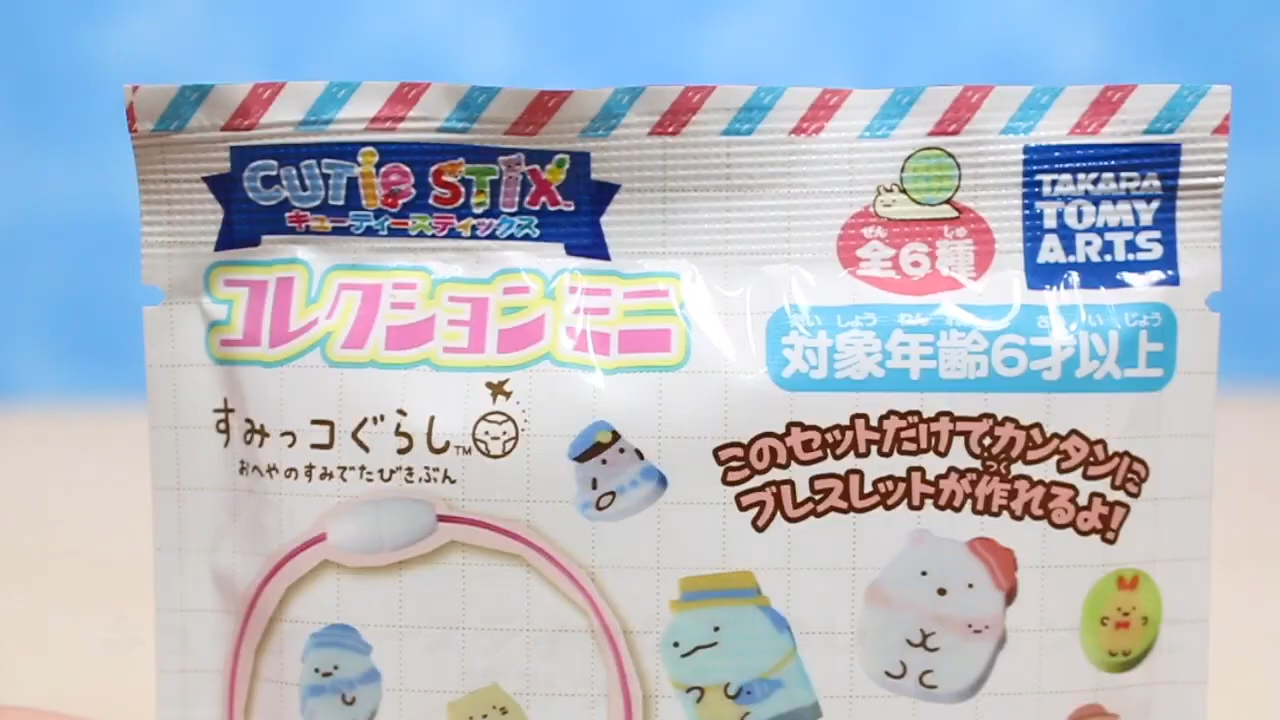 CUTiE STiX™
キューティースティックス
コレクション ミニ
ぜん しゅ
全6種
TAKARA
TOMY
A.R.T.S
たい しょう ねん れい さい い じょう
対象年齢6才以上
すみっコぐらし™
おへやのすみでたびきぶん
このセットだけでカンタンに
つく
ブレスレットが作れるよ!